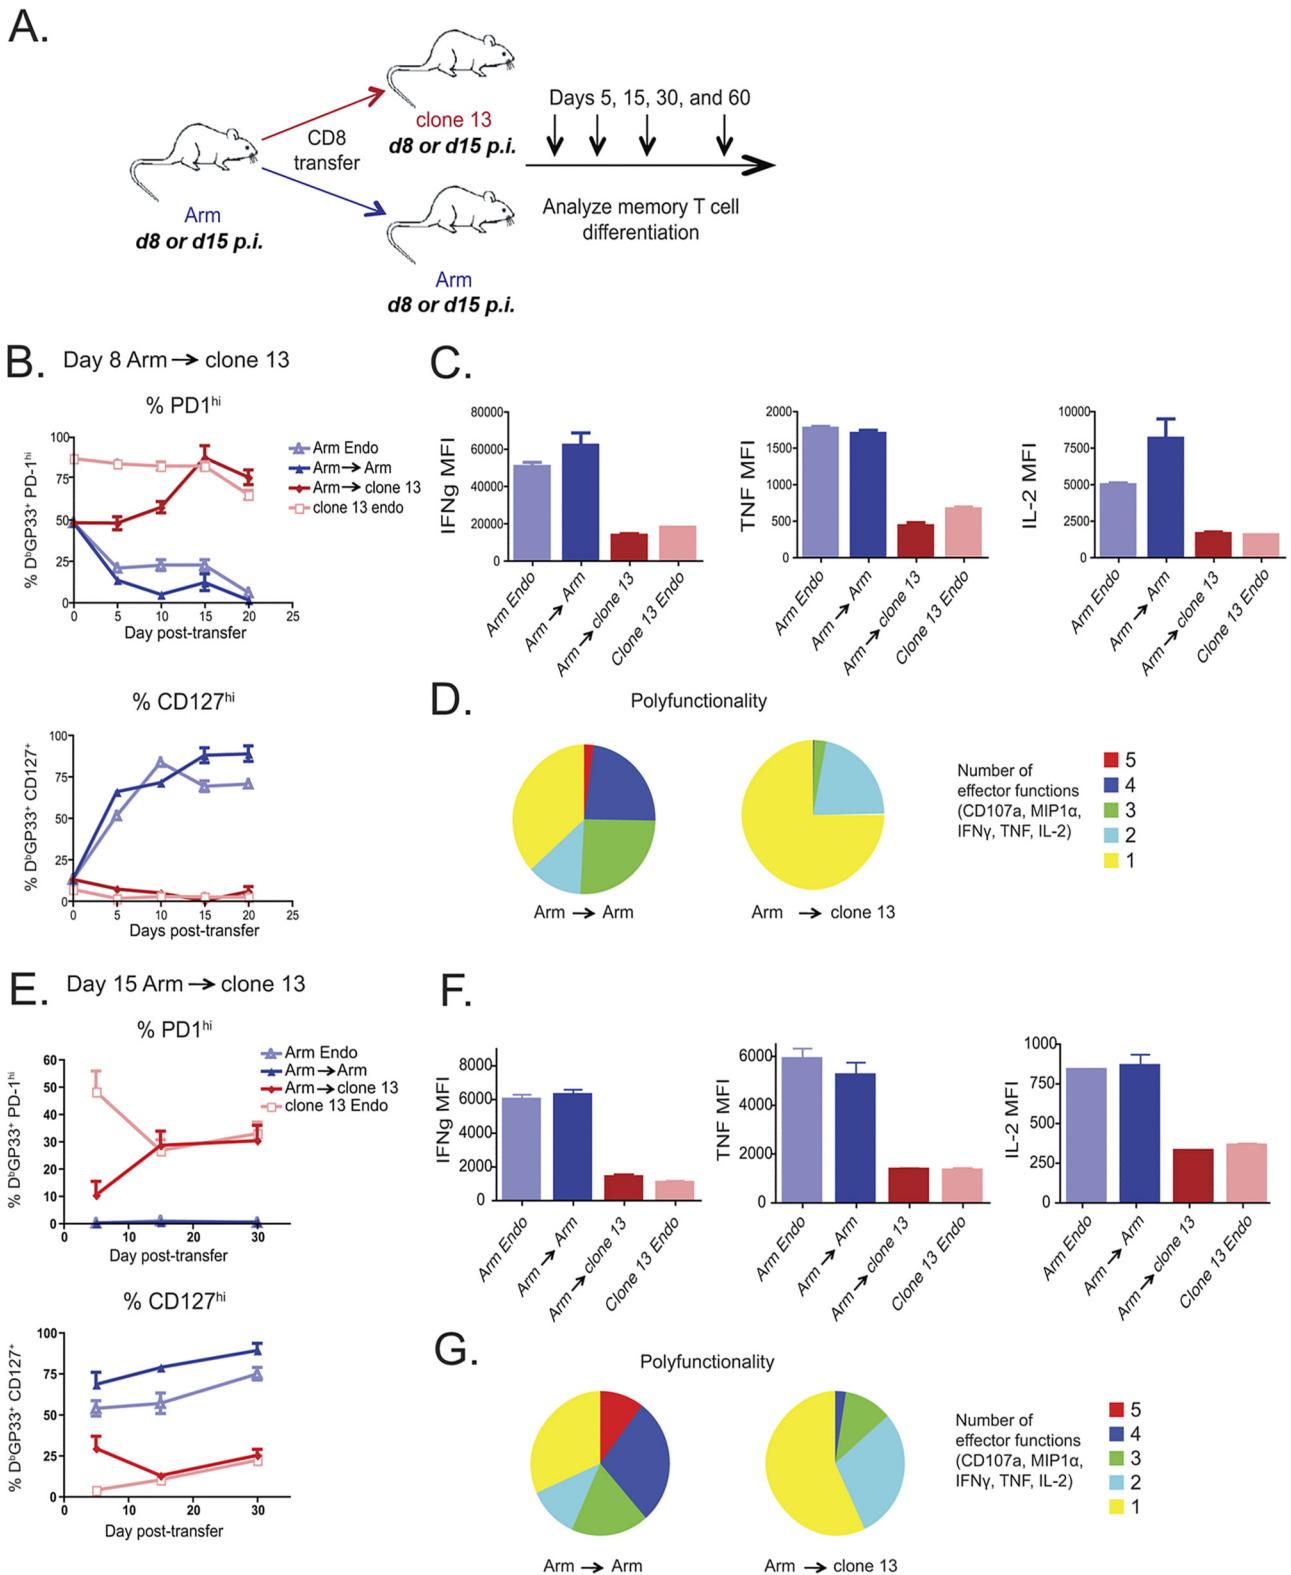 A.
Days 5, 15, 30, and 60
clone 13
d8 or d15 p.i.
CD8
transfer
Arm
d8 or d15 p.i.
Analyze memory T cell
differentiation
Arm
d8 or d15 p.i.
B.
Day 8 Arm → clone 13
% PD1hi
% DbGP33+ PD-1hi
100
75
50
25
0
0 5 10 15 20 25
Day post-transfer
Arm Endo
Arm → Arm
Arm → clone 13
clone 13 endo
% CD127hi
% DbGP33+ CD127+
100
75
50
25
0
0 5 10 15 20 25
Days post-transfer
C.
IFNg MFI
80000
60000
40000
20000
0
Arm Endo
Arm → Arm
Arm → clone 13
Clone 13 Endo
TNF MFI
2000
1500
1000
500
0
Arm Endo
Arm → Arm
Arm → clone 13
Clone 13 Endo
IL-2 MFI
10000
7500
5000
2500
0
Arm Endo
Arm → Arm
Arm → clone 13
Clone 13 Endo
D.
Polyfunctionality
Arm → Arm
Arm → clone 13
Number of
effector functions
(CD107a, MIP1α,
IFNγ, TNF, IL-2)
5
4
3
2
1
E.
Day 15 Arm → clone 13
% PD1hi
% DbGP33+ PD-1hi
60
50
40
30
20
10
0
0 10 20 30
Day post-transfer
Arm Endo
Arm → Arm
Arm → clone 13
clone 13 Endo
% CD127hi
% DbGP33+ CD127+
100
75
50
25
0
0 10 20 30
Day post-transfer
F.
IFNg MFI
8000
6000
4000
2000
0
Arm Endo
Arm → Arm
Arm → clone 13
Clone 13 Endo
TNF MFI
6000
4000
2000
0
Arm Endo
Arm → Arm
Arm → clone 13
Clone 13 Endo
IL-2 MFI
1000
750
500
250
0
Arm Endo
Arm → Arm
Arm → clone 13
Clone 13 Endo
G.
Polyfunctionality
Arm → Arm
Arm → clone 13
Number of
effector functions
(CD107a, MIP1α,
IFNγ, TNF, IL-2)
5
4
3
2
1